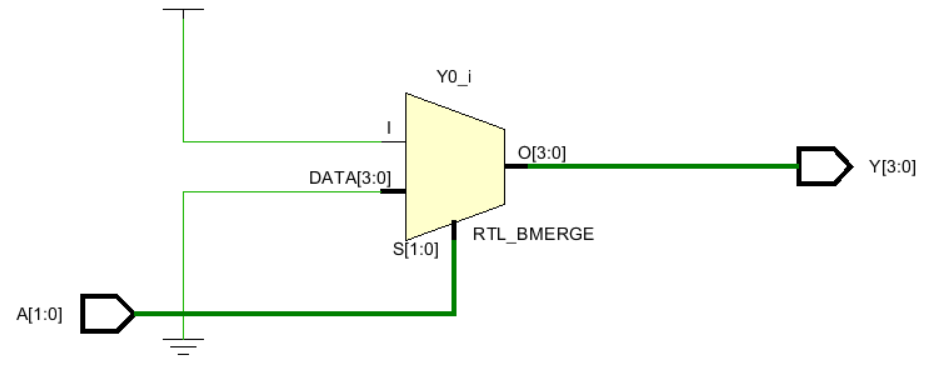 Y0_i
I
O[3:0]
DATA[3:0]
Y[3:0]
S[1:0]
RTL_BMERGE
A[1:0]